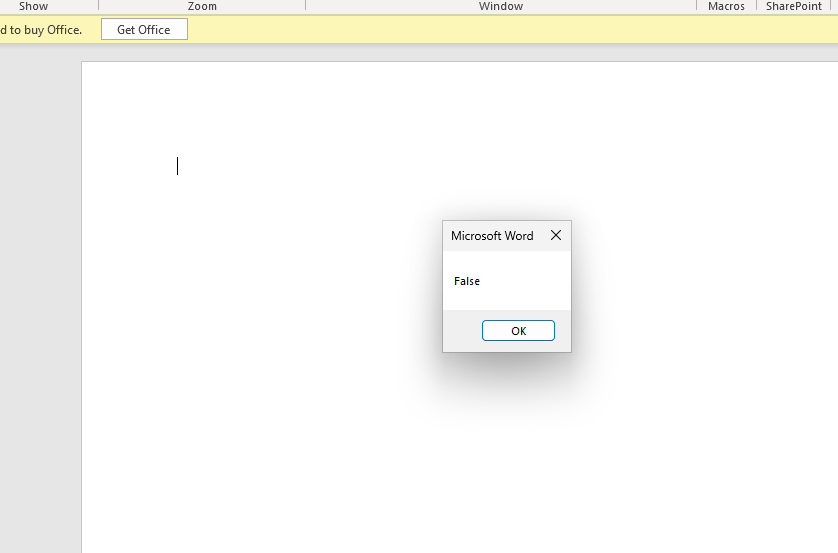 Show Zoom Window Macros SharePoint
d to buy Office. Get Office
Microsoft Word
False
OK